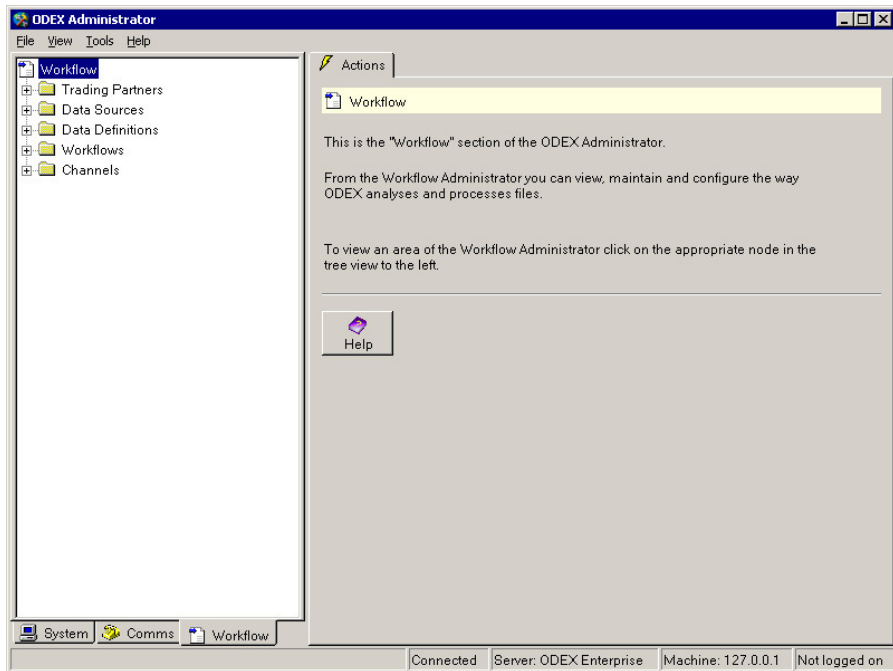 ODEX Administrator
File View Tools Help
Workflow
Trading Partners
Data Sources
Data Definitions
Workflows
Channels
Actions
Workflow
This is the "Workflow" section of the ODEX Administrator.
From the Workflow Administrator you can view, maintain and configure the way
ODEX analyses and processes files.
To view an area of the Workflow Administrator click on the appropriate node in the
tree view to the left.
Help
System Comms Workflow
Connected Server: ODEX Enterprise Machine: 127.0.0.1 Not logged on